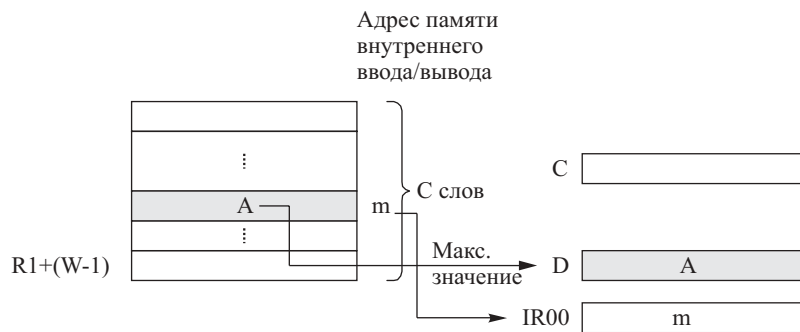 Адрес памяти
внутреннего
ввода/вывода
C
A
m
C слов
R1+(W-1)
Макс.
значение
D
A
IR00
m